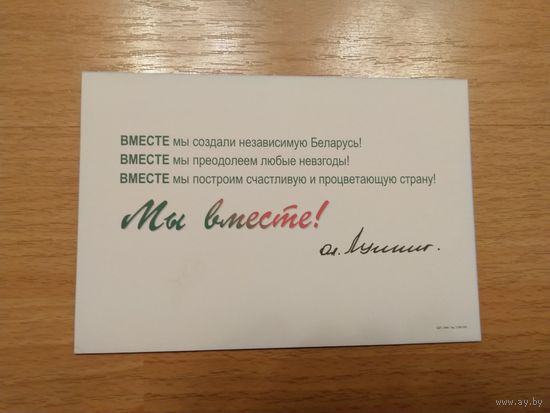 ВМЕСТЕ мы создали независимую Беларусь!
ВМЕСТЕ мы преодолеем любые невзгоды!
ВМЕСТЕ мы построим счастливую и процветающую страну!
Мы вместе!
www.ay.by